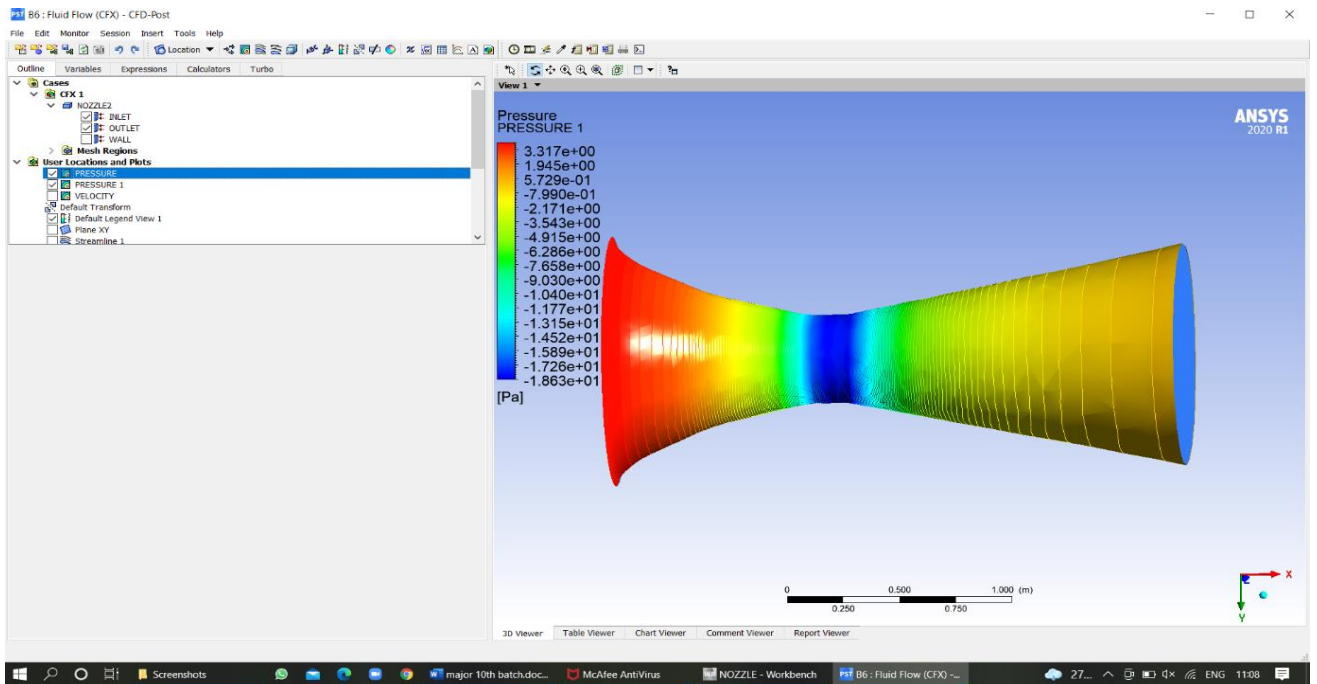 PST B6 : Fluid Flow (CFX) - CFD-Post
File Edit Monitor Session Insert Tools Help
Location
Outline Variables Expressions Calculators Turbo
Cases
CFX 1
NOZZLE2
INLET
OUTLET
WALL
Mesh Regions
User Locations and Plots
PRESSURE
PRESSURE 1
VELOCITY
Default Transform
Default Legend View 1
Plane XY
Streamline 1
View 1
Pressure
PRESSURE 1
3.317e+00
1.945e+00
5.729e-01
-7.990e-01
-2.171e+00
-3.543e+00
-4.915e+00
-6.286e+00
-7.658e+00
-9.030e+00
-1.040e+01
-1.177e+01
-1.315e+01
-1.452e+01
-1.589e+01
-1.726e+01
-1.863e+01
[Pa]
ANSYS
2020 R1
0 0.500 1.000 (m)
0.250 0.750
X
Y
3D Viewer Table Viewer Chart Viewer Comment Viewer Report Viewer
Screenshots
major 10th batch.doc...
McAfee AntiVirus
NOZZLE - Workbench
PST B6 : Fluid Flow (CFX) -...
27... ENG 11:08